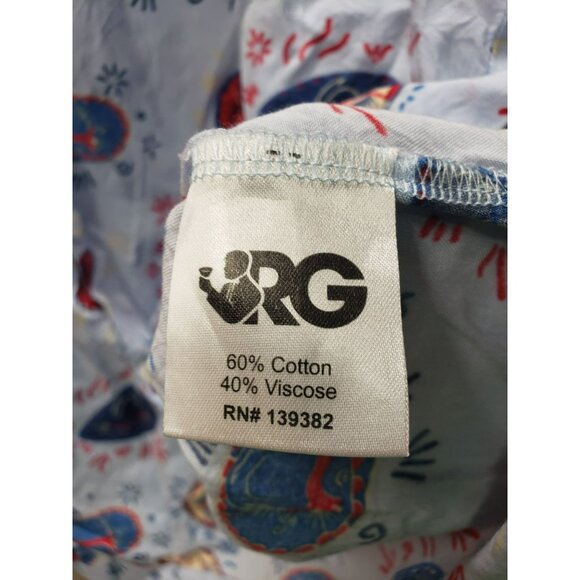 RG
60% Cotton
40% Viscose
RN# 139382